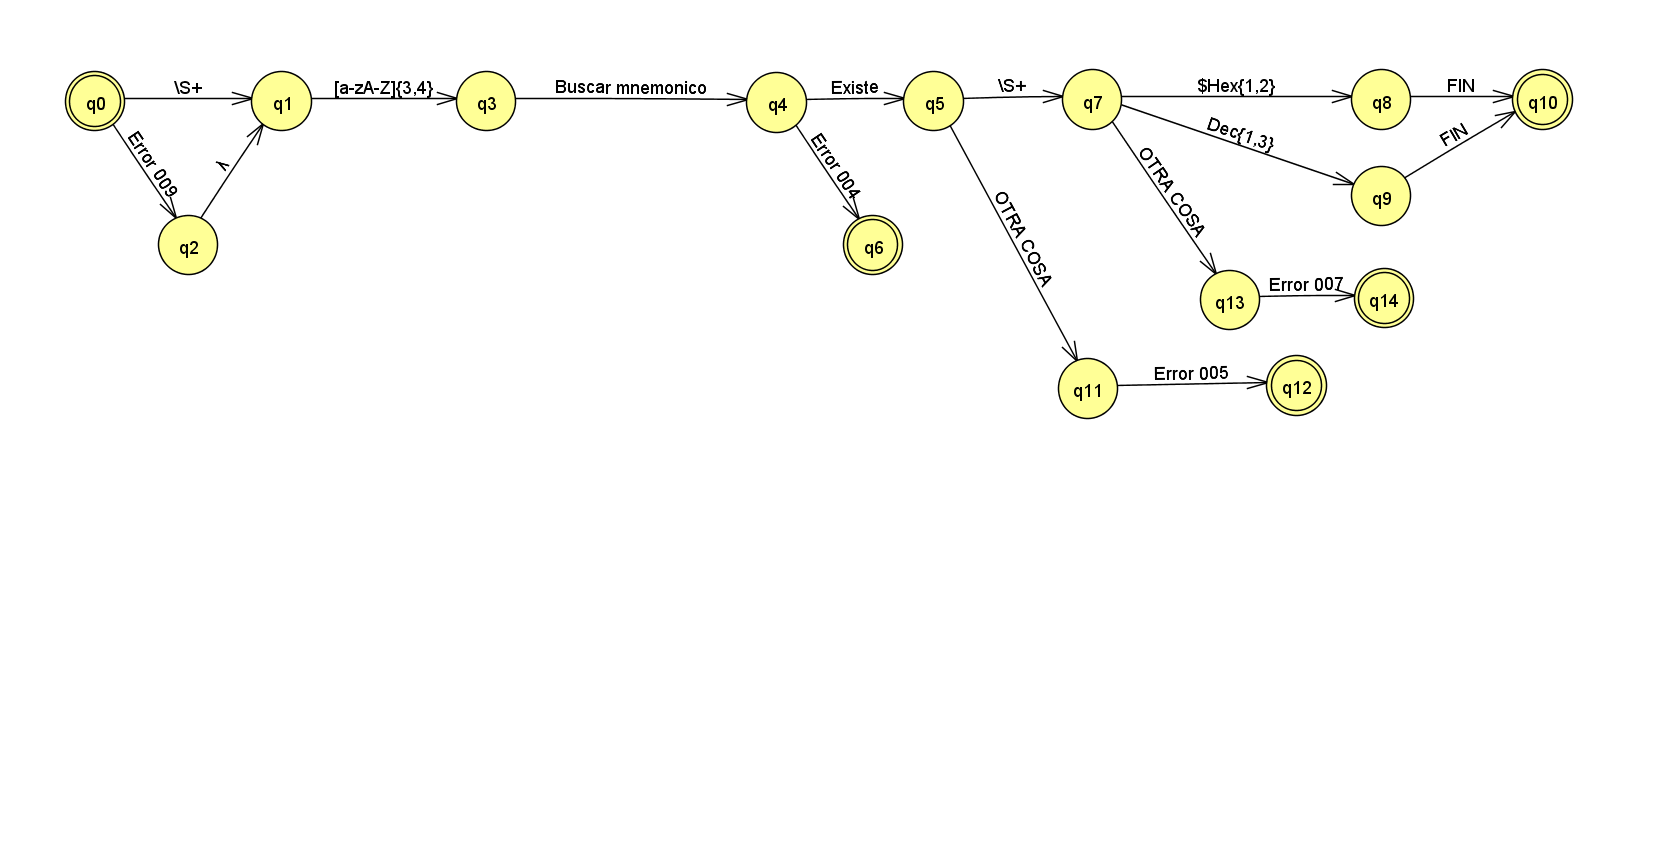 q0
\S+
q1
[a-zA-Z]{3,4}
q3
Buscar mnemonico
q4
Existe
q5
\S+
q7
$Hex{1,2}
q8
FIN
q10
Error 009
λ
q2
Error 004
q6
OTRA COSA
OTRA COSA
Dec{1,3}
q9
FIN
q13
Error 007
q14
q11
Error 005
q12